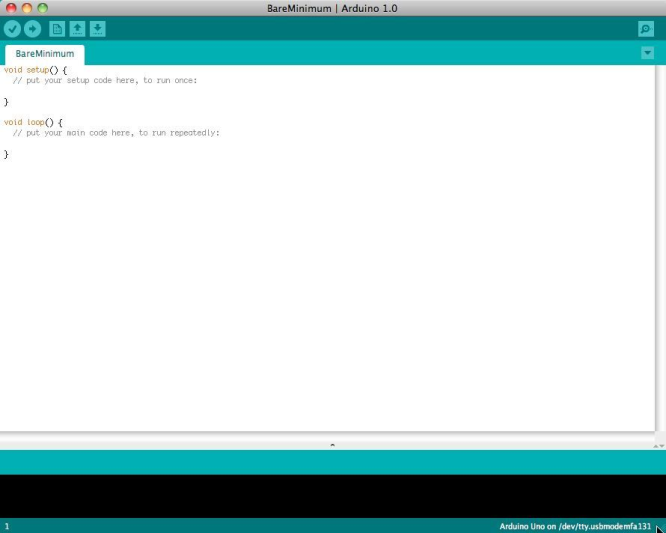 BareMinimum | Arduino 1.0
BareMinimum
void setup() {
// put your setup code here, to run once:
}
void loop() {
// put your main code here, to run repeatedly:
}
1
Arduino Uno on /dev/tty.usbmodemfa131